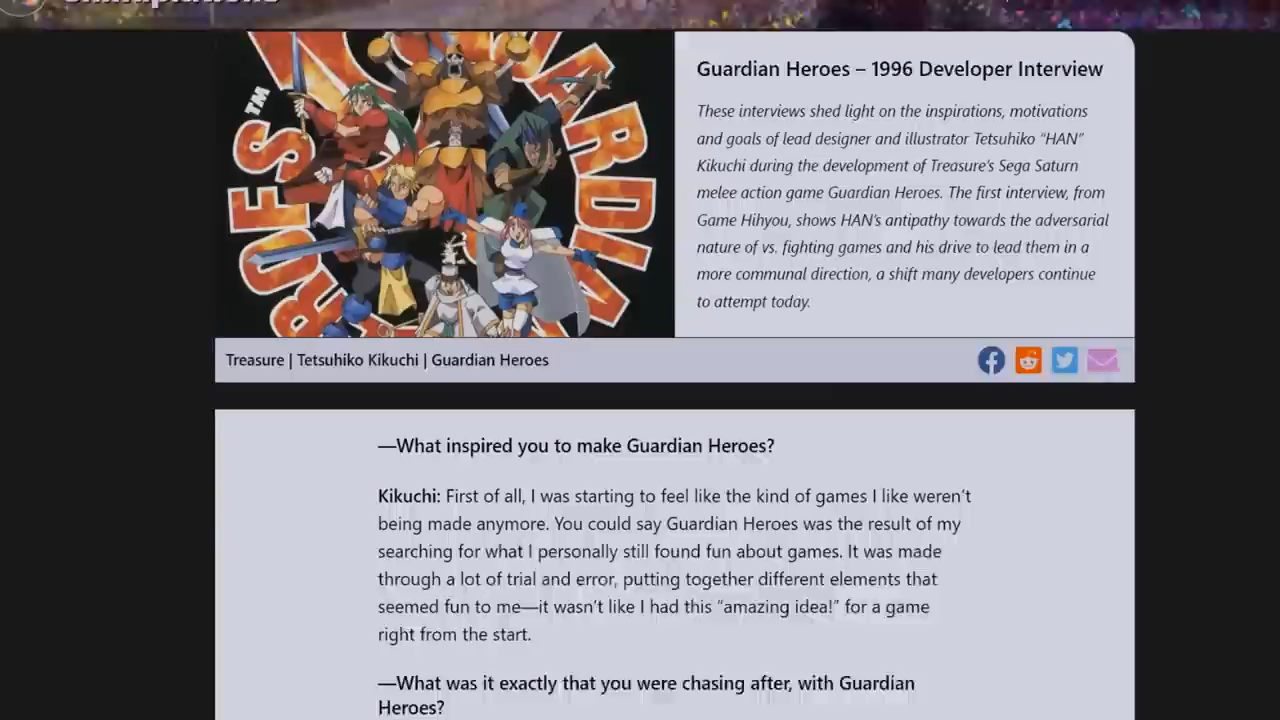 Guardian Heroes – 1996 Developer Interview
These interviews shed light on the inspirations, motivations
and goals of lead designer and illustrator Tetsuhiko “HAN”
Kikuchi during the development of Treasure’s Sega Saturn
melee action game Guardian Heroes. The first interview, from
Game Hihyou, shows HAN’s antipathy towards the adversarial
nature of vs. fighting games and his drive to lead them in a
more communal direction, a shift many developers continue
to attempt today.
Treasure | Tetsuhiko Kikuchi | Guardian Heroes
—What inspired you to make Guardian Heroes?
Kikuchi: First of all, I was starting to feel like the kind of games I like weren’t
being made anymore. You could say Guardian Heroes was the result of my
searching for what I personally still found fun about games. It was made
through a lot of trial and error, putting together different elements that
seemed fun to me—it wasn’t like I had this “amazing idea!” for a game
right from the start.
—What was it exactly that you were chasing after, with Guardian
Heroes?